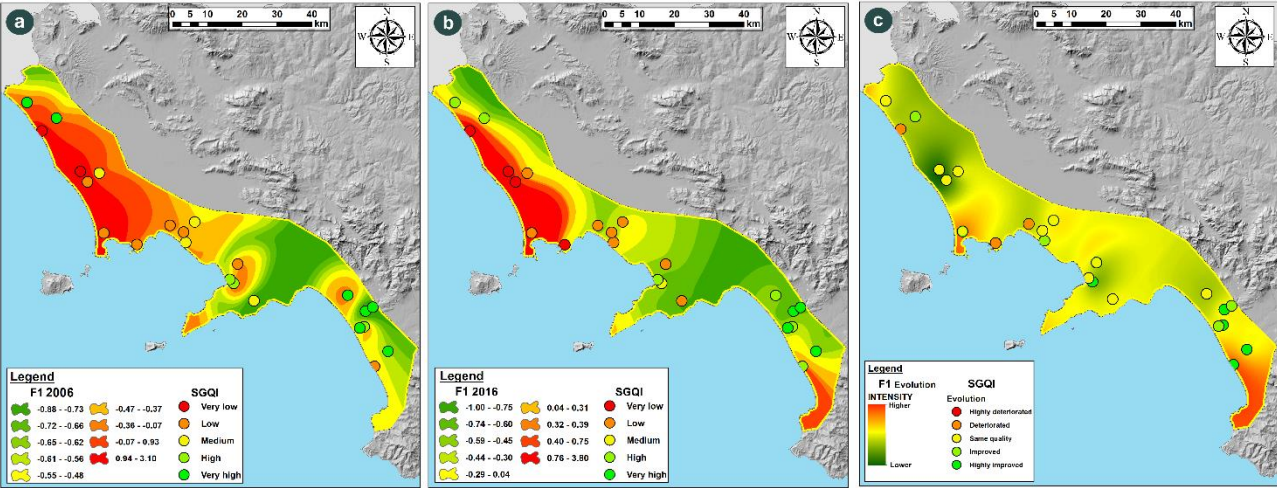 a
0 5 10 20 30 40
km
N
W E
S
Legend
F1 2006
SGQI
-0.88 - -0.73
-0.72 - -0.66
-0.65 - -0.62
-0.61 - -0.56
-0.55 - -0.48
-0.47 - -0.37
-0.36 - -0.07
-0.07 - 0.93
0.94 - 3.10
Very low
Low
Medium
High
Very high
b
0 5 10 20 30 40
km
N
W E
S
Legend
F1 2016
SGQI
-1.00 - -0.75
-0.74 - -0.60
-0.59 - -0.45
-0.44 - -0.30
-0.29 - 0.04
0.04 - 0.31
0.32 - 0.39
0.40 - 0.75
0.76 - 3.80
Very low
Low
Medium
High
Very high
c
0 5 10 20 30 40
km
N
W E
S
Legend
F1 Evolution
INTENSITY
Higher
Lower
SGQI
Evolution
Highly deteriorated
Deteriorated
Same quality
Improved
Highly improved